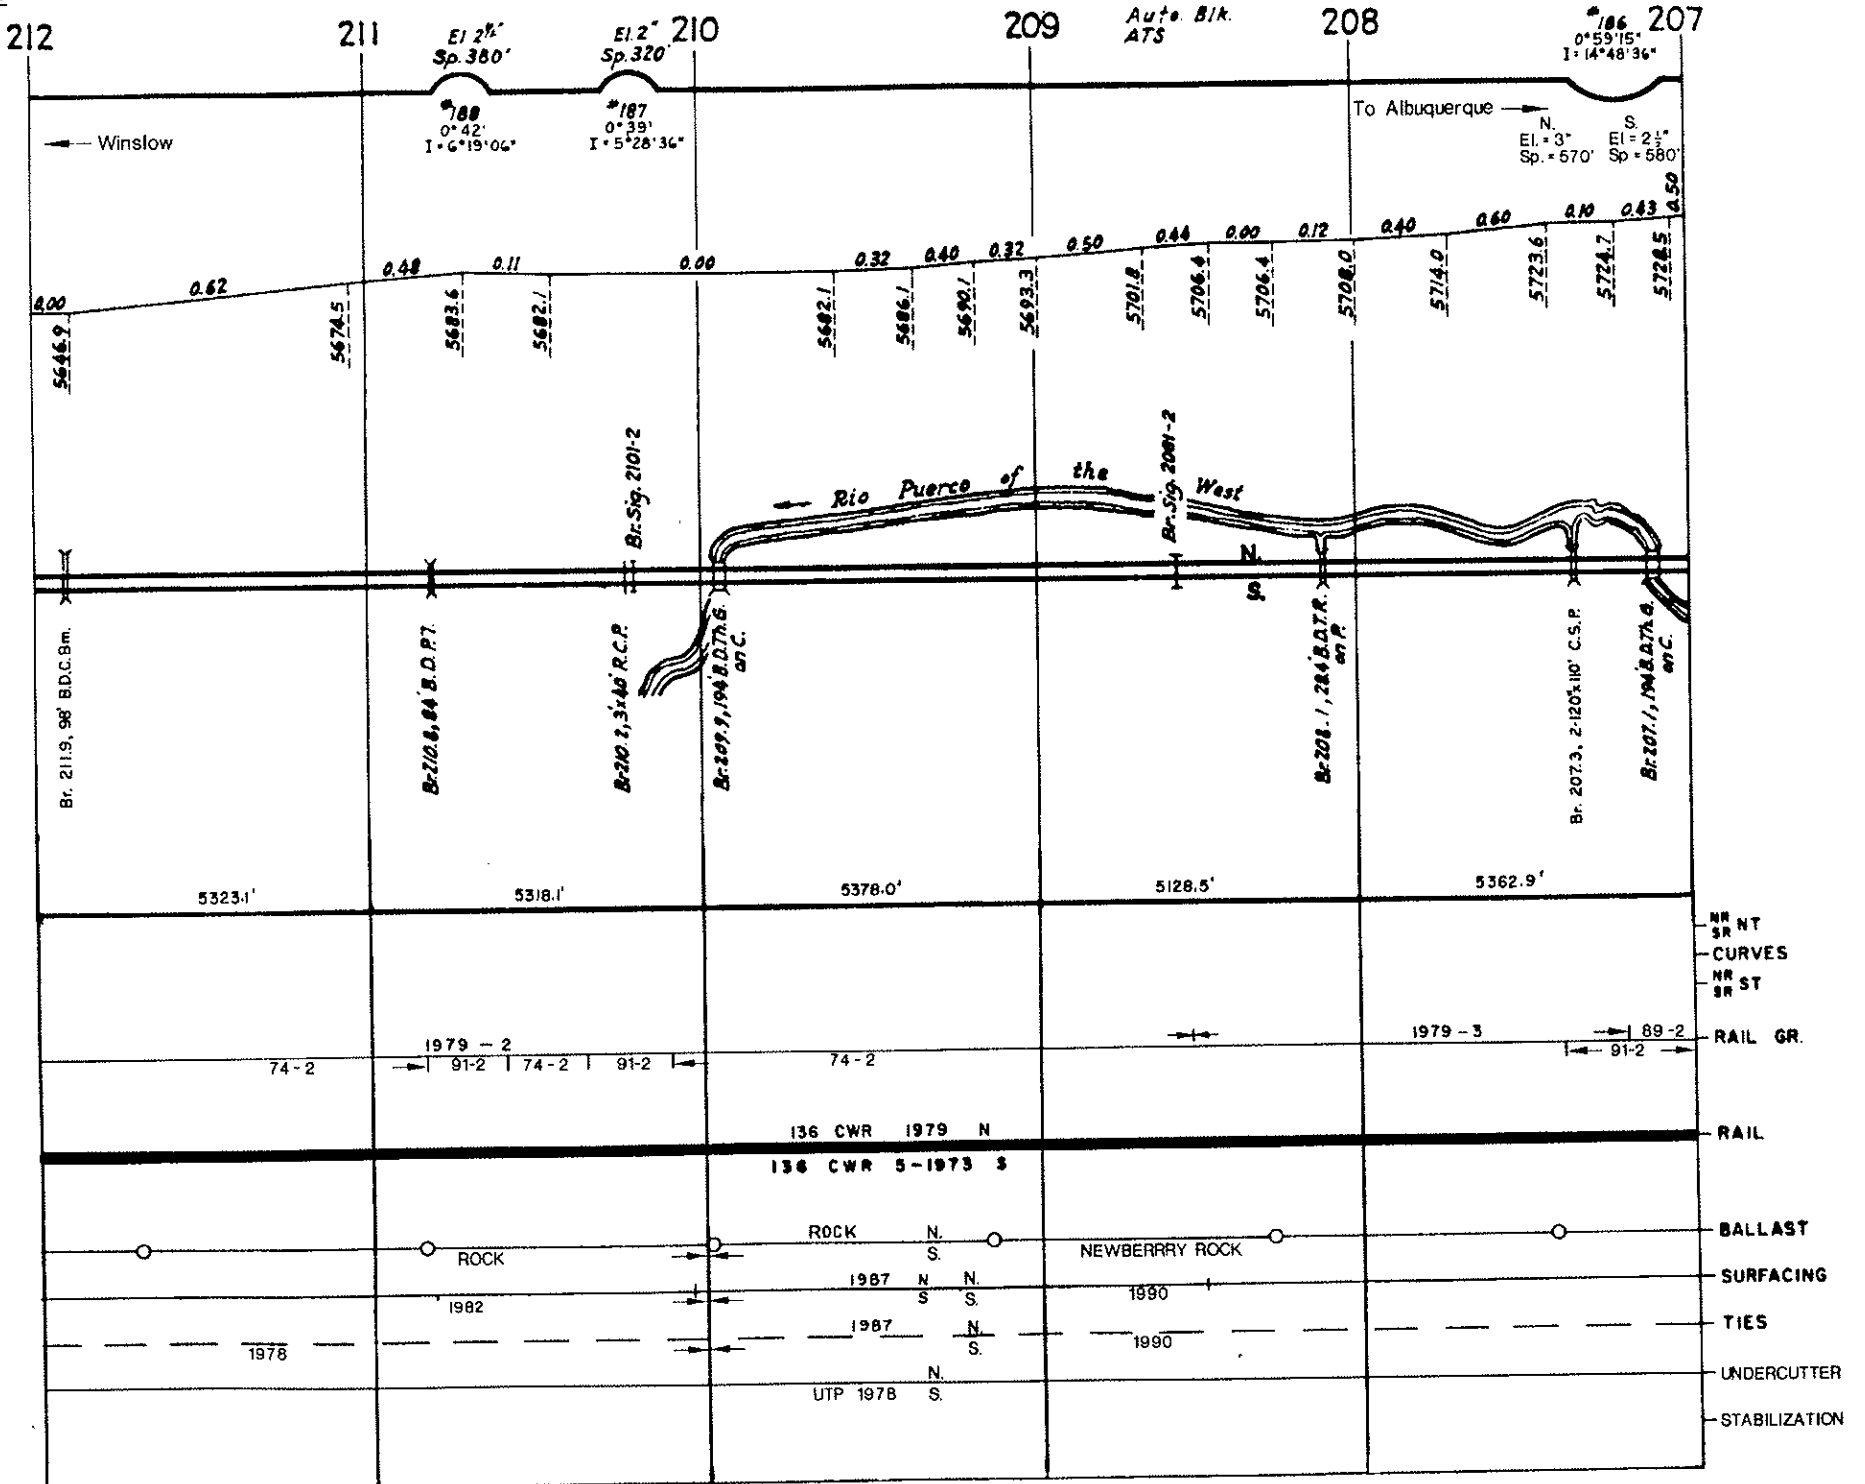 212
211
210
209
208
207
El 2½"
Sp. 380'
El. 2"
Sp. 320'
Auto. Blk.
ATS
#186
0°59'15"
I = 14°48'36"
#188
0°42'
I = 6°19'06"
#187
0°39'
I = 5°28'36"
To Albuquerque
Winslow
N.
El. = 3"
Sp. = 570'
S.
El = 2½"
Sp = 580'
0.00
0.62
0.48
0.11
0.00
0.32
0.40
0.32
0.50
0.44
0.00
0.12
0.40
0.60
0.10
0.43
0.50
5646.9
5674.5
5683.6
5682.1
5682.1
5686.1
5690.1
5693.3
5701.8
5706.4
5706.4
5708.0
5714.0
5723.6
5724.7
5728.5
Br. Sig. 2101-2
Br. Sig. 2081-2
Rio Puerco of the West
N.
S.
Br. 211.9, 98' B.D.C.Bm.
Br. 210.8, 84' B.D.P.T.
Br. 210.2, 3'x40' R.C.P.
Br. 209.9, 194' B.D.Th.G.
on C.
Br. 208.1, 28.4' B.D.T.R.
on P.
Br. 207.3, 2-120"x110' C.S.P.
Br. 207.1, 194' B.D.Th.G.
on C.
5323.1'
5318.1'
5378.0'
5128.5'
5362.9'
NR
SR NT
CURVES
NR
SR ST
1979 - 2
1979 - 3
89-2
RAIL GR.
74-2
91-2
74-2
91-2
74-2
91-2
136 CWR 1979 N
RAIL
136 CWR 5-1973 S
ROCK N.
BALLAST
ROCK
S.
NEWBERRRY ROCK
1987 N N.
SURFACING
1982
S S.
1990
1987 N.
TIES
1978
S.
1990
N.
UNDERCUTTER
UTP 1978 S.
STABILIZATION